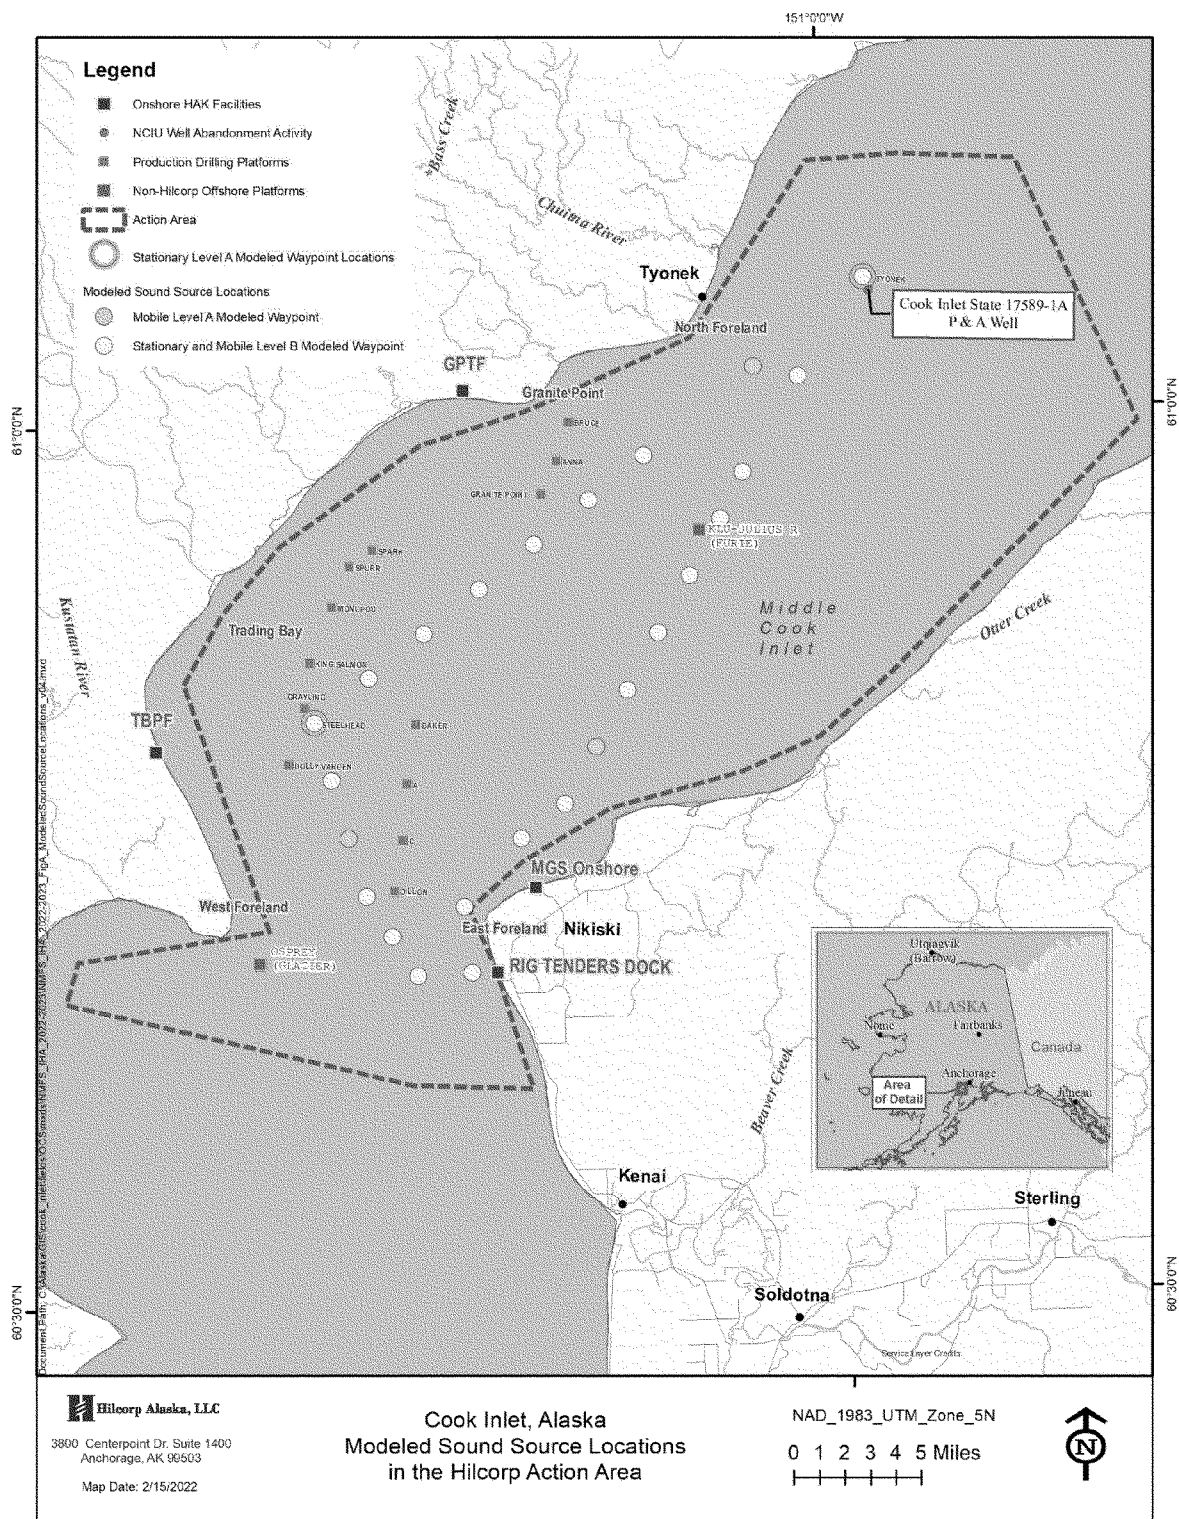 151°0'0"W
Legend
Onshore HAK Facilities
NCIU Well Abandonment Activity
Production Drilling Platforms
Non-Hilcorp Offshore Platforms
Action Area
Stationary Level A Modeled Waypoint Locations
Modeled Sound Source Locations
Mobile Level A Modeled Waypoint
Stationary and Mobile Level B Modeled Waypoint
*Bass Creek
Chuitna River
Tyonek
TYONEK
Cook Inlet State 17589-1A
P & A Well
North Foreland
GPTF
Granite Point
61°0'0"N
61°0'0"N
BRUCE
ANNA
GRANITE POINT
KLU-JULIUS R
(FURIE)
SPARK
SPURR
MONOPOD
Middle
Cook
Inlet
Otter Creek
Kustatan River
Trading Bay
KING SALMON
GRAYLING
STEELHEAD
BAKER
TBPF
DOLLY VARDEN
A
C
MGS Onshore
DILLON
West Foreland
East Foreland
Nikiski
OSPREY
(GLAZIER)
RIG TENDERS DOCK
Utqiagvik
(Barrow)
ALASKA
Nome
Fairbanks
Canada
Anchorage
Area
of Detail
Juneau
Beaver Creek
Kenai
Sterling
Soldotna
60°30'0"N
60°30'0"N
Service Layer Credits:
Hilcorp Alaska, LLC
3800 Centerpoint Dr. Suite 1400
Anchorage, AK 99503
Map Date: 2/15/2022
Cook Inlet, Alaska
Modeled Sound Source Locations
in the Hilcorp Action Area
NAD_1983_UTM_Zone_5N
0 1 2 3 4 5 Miles
N